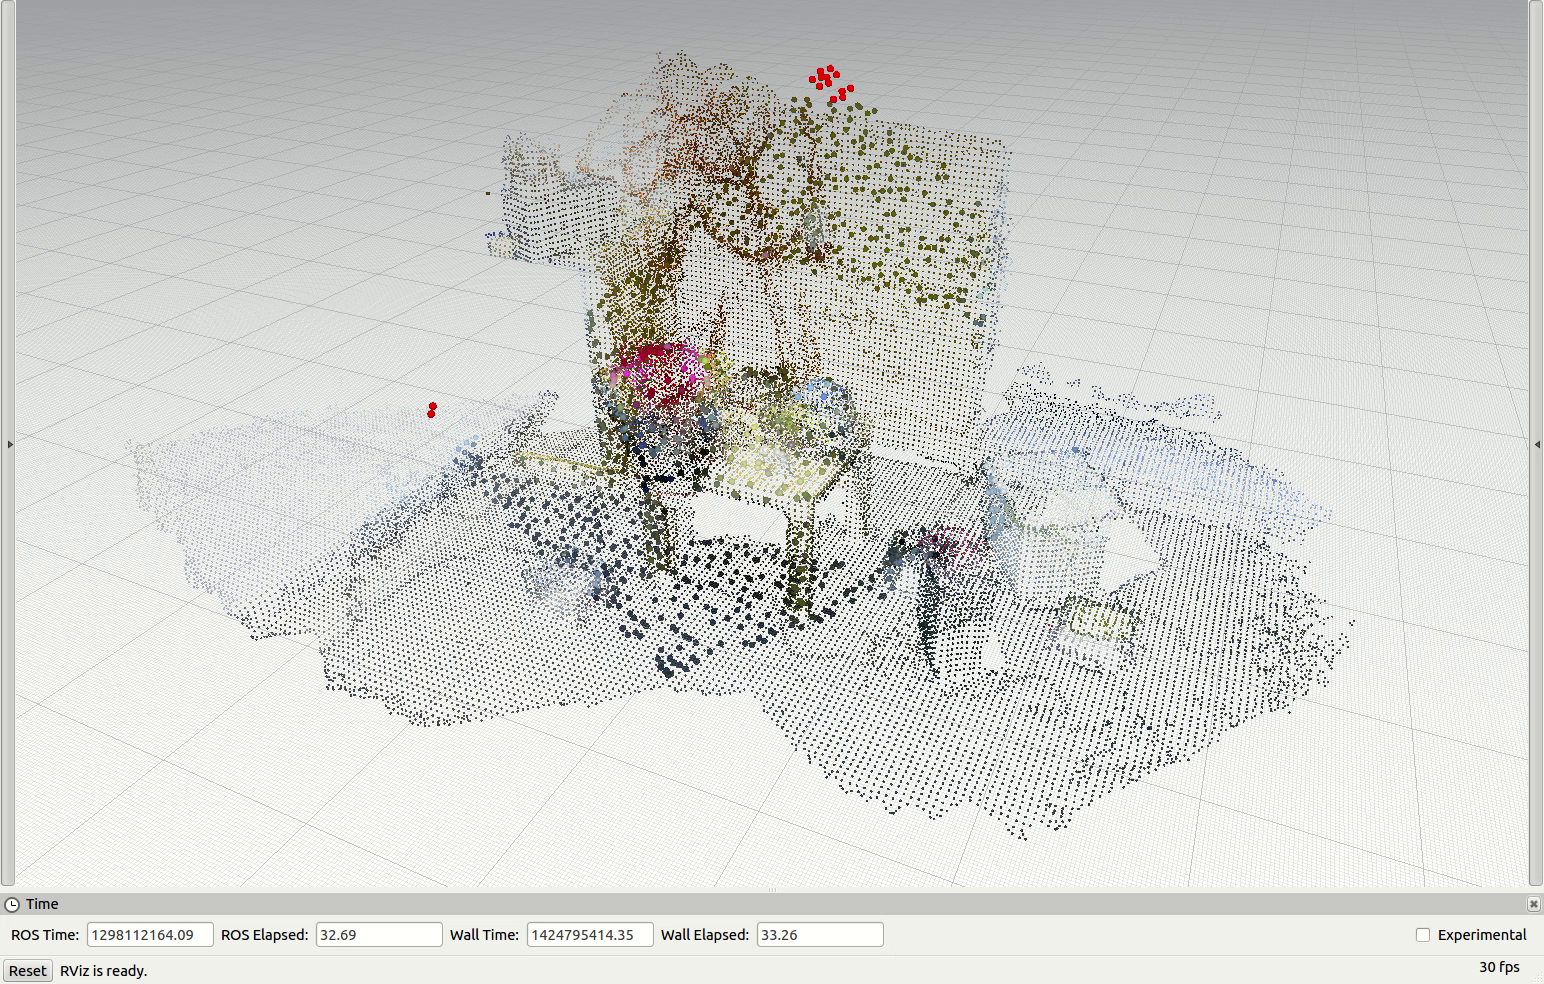 Time
ROS Time: 1298112164.09 ROS Elapsed: 32.69 Wall Time: 1424795414.35 Wall Elapsed: 33.26 Experimental
Reset RViz is ready. 30 fps